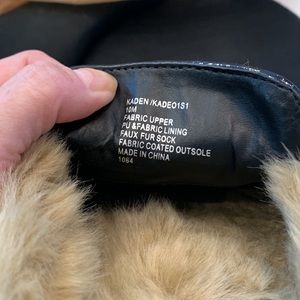 KADEN /KADE01S1
10M
FABRIC UPPER
PU &FABRIC LINING
FAUX FUR SOCK
FABRIC COATED OUTSOLE
MADE IN CHINA
1064